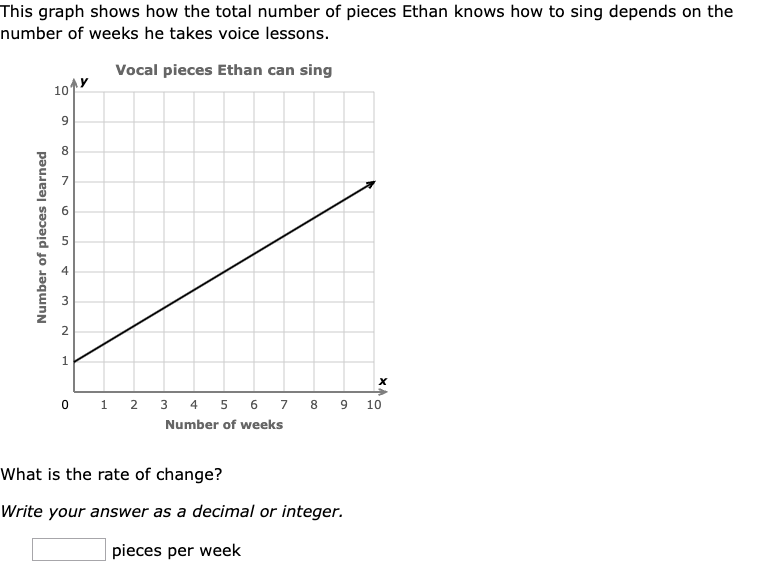 This graph shows how the total number of pieces Ethan knows how to sing depends on the
number of weeks he takes voice lessons.
Vocal pieces Ethan can sing
y
10
9
8
7
6
5
4
3
2
1
Number of pieces learned
x
0 1 2 3 4 5 6 7 8 9 10
Number of weeks
What is the rate of change?
Write your answer as a decimal or integer.
pieces per week